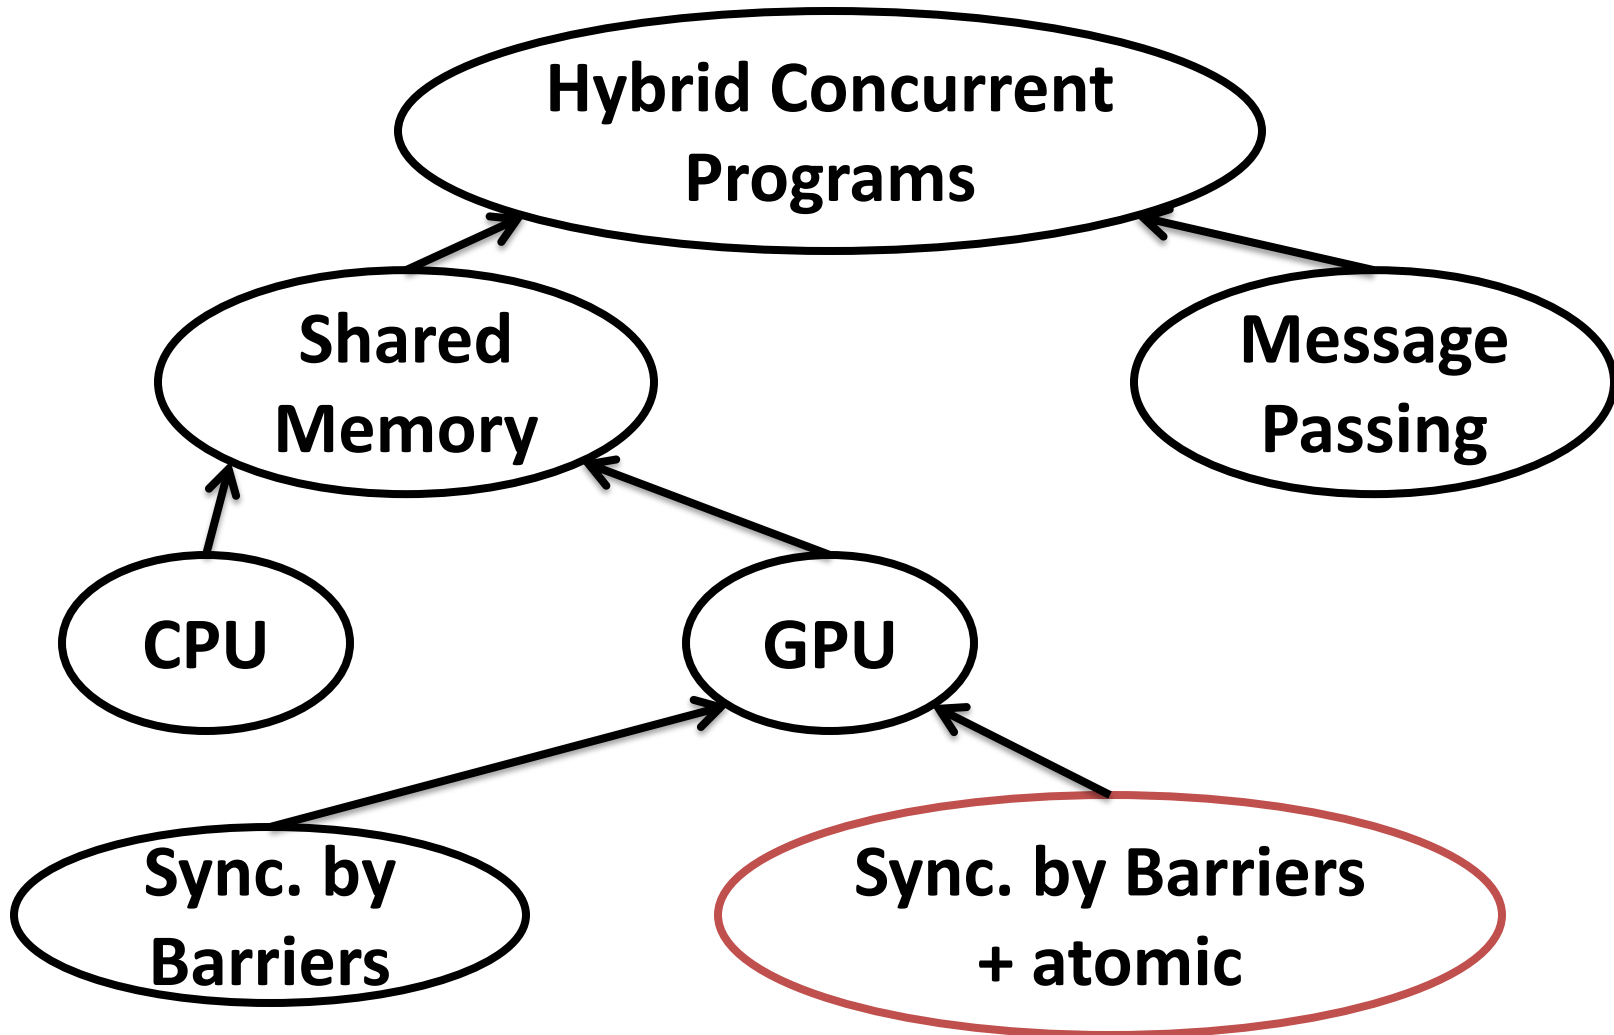 Hybrid Concurrent
Programs
Shared
Memory
Message
Passing
CPU
GPU
Sync. by
Barriers
Sync. by Barriers
+ atomic